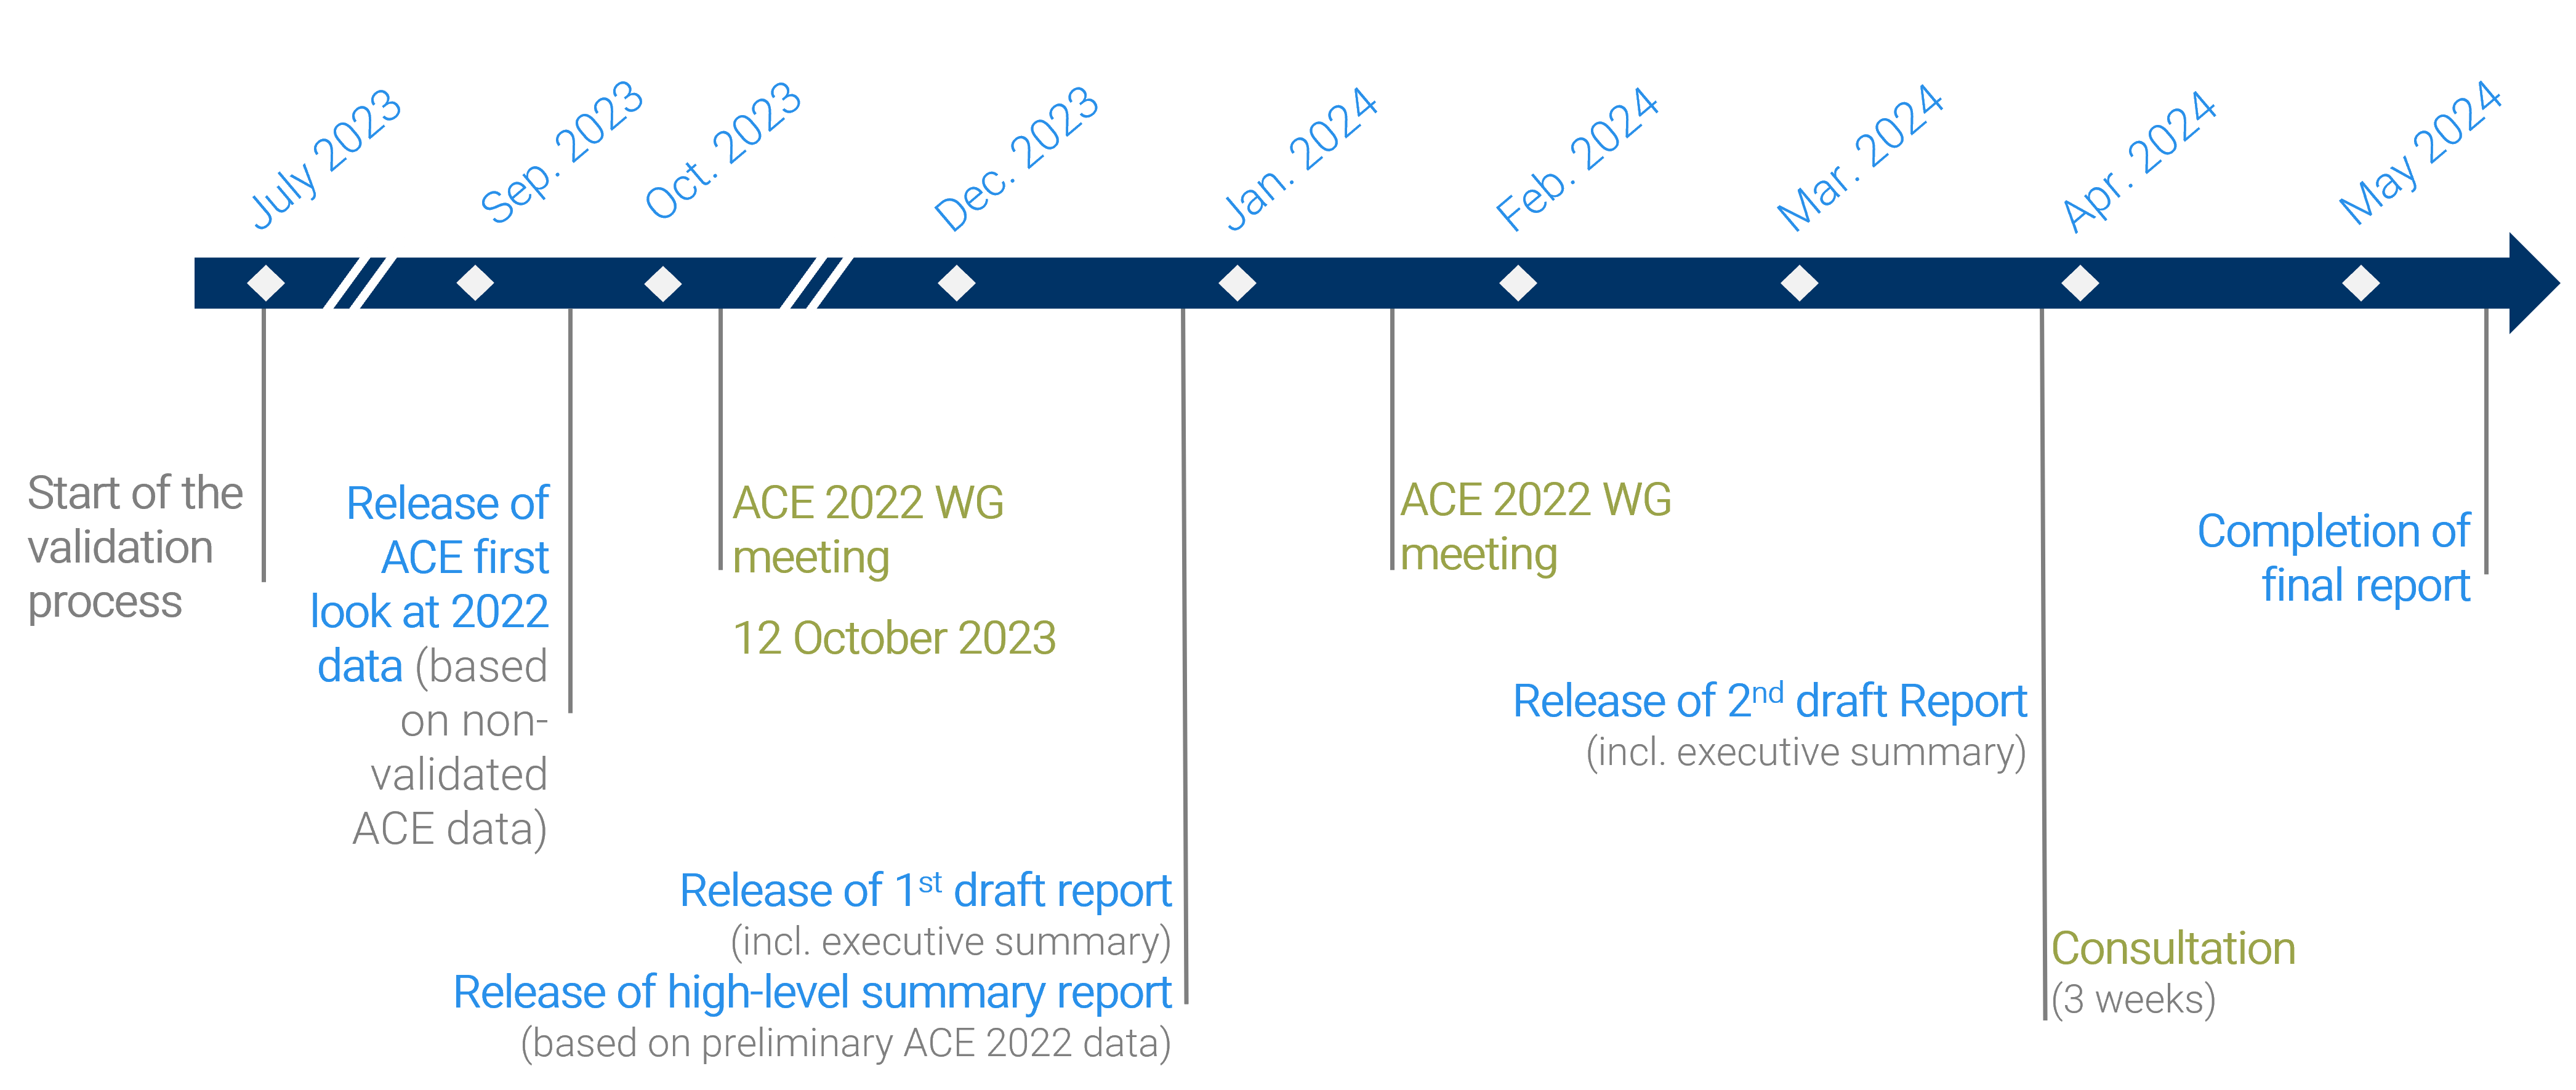 July 2023
Sep. 2023
Oct. 2023
Dec. 2023
Jan. 2024
Feb. 2024
Mar. 2024
Apr. 2024
May 2024
Start of the
validation
process
Release of
ACE first
look at 2022
data (based
on non-
validated
ACE data)
ACE 2022 WG
meeting
12 October 2023
Release of 1st draft report
(incl. executive summary)
Release of high-level summary report
(based on preliminary ACE 2022 data)
ACE 2022 WG
meeting
Release of 2nd draft Report
(incl. executive summary)
Consultation
(3 weeks)
Completion of
final report